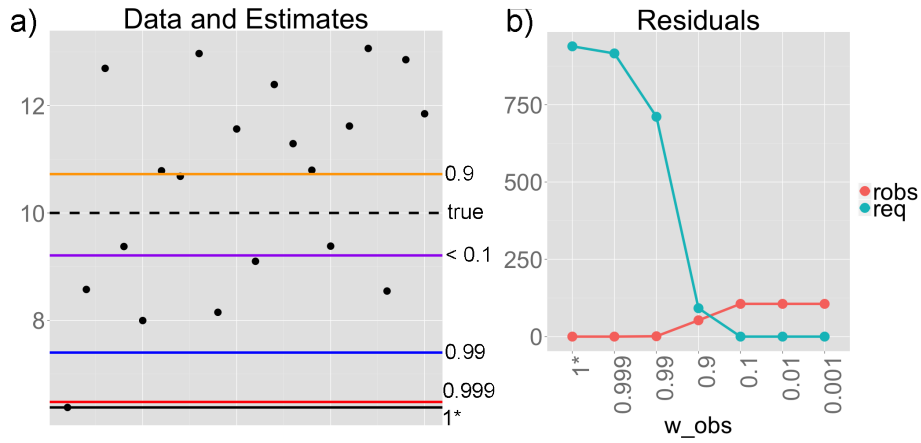 a)
Data and Estimates
12
10
8
0.9
true
< 0.1
0.99
0.999
1*
b)
Residuals
750
500
250
0
1*
0.999
0.99
0.9
0.1
0.01
0.001
w_obs
robs
req